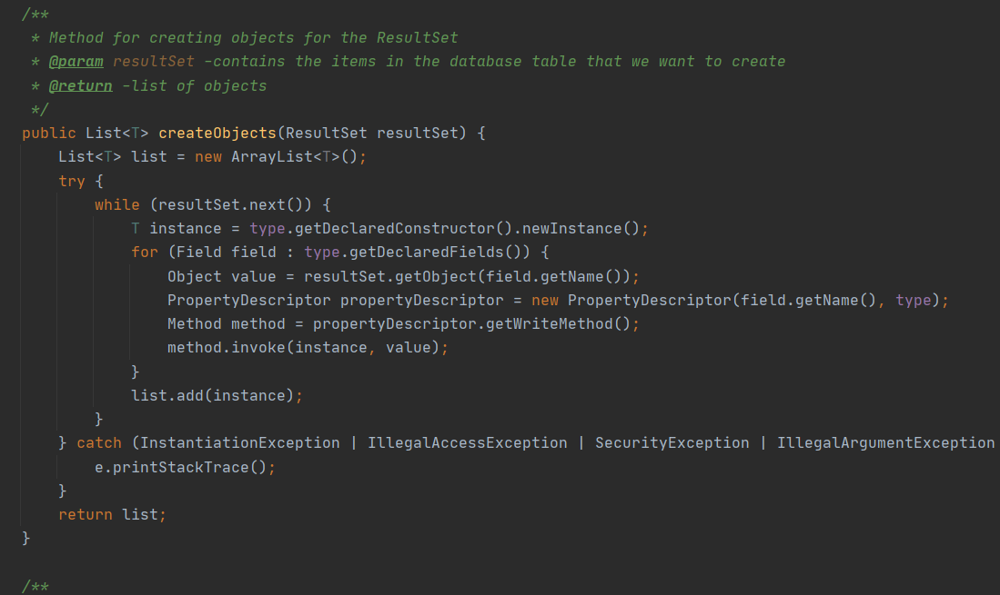 /**
 * Method for creating objects for the ResultSet
 * @param resultSet -contains the items in the database table that we want to create
 * @return -list of objects
 */
public List<T> createObjects(ResultSet resultSet) {
    List<T> list = new ArrayList<T>();
    try {
        while (resultSet.next()) {
            T instance = type.getDeclaredConstructor().newInstance();
            for (Field field : type.getDeclaredFields()) {
                Object value = resultSet.getObject(field.getName());
                PropertyDescriptor propertyDescriptor = new PropertyDescriptor(field.getName(), type);
                Method method = propertyDescriptor.getWriteMethod();
                method.invoke(instance, value);
            }
            list.add(instance);
        }
    } catch (InstantiationException | IllegalAccessException | SecurityException | IllegalArgumentException
        e.printStackTrace();
    }
    return list;
}

/**